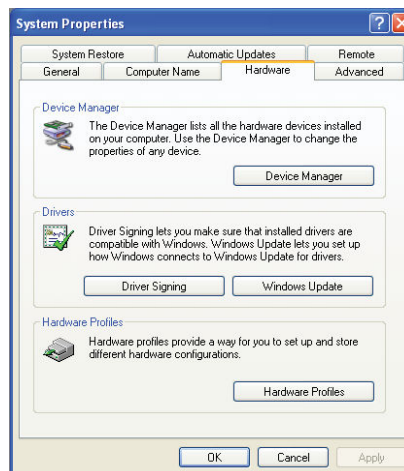 System Properties
System Restore Automatic Updates Remote
General Computer Name Hardware Advanced
Device Manager
The Device Manager lists all the hardware devices installed
on your computer. Use the Device Manager to change the
properties of any device.
Device Manager
Drivers
Driver Signing lets you make sure that installed drivers are
compatible with Windows. Windows Update lets you set up
how Windows connects to Windows Update for drivers.
Driver Signing Windows Update
Hardware Profiles
Hardware profiles provide a way for you to set up and store
different hardware configurations.
Hardware Profiles
OK Cancel Apply